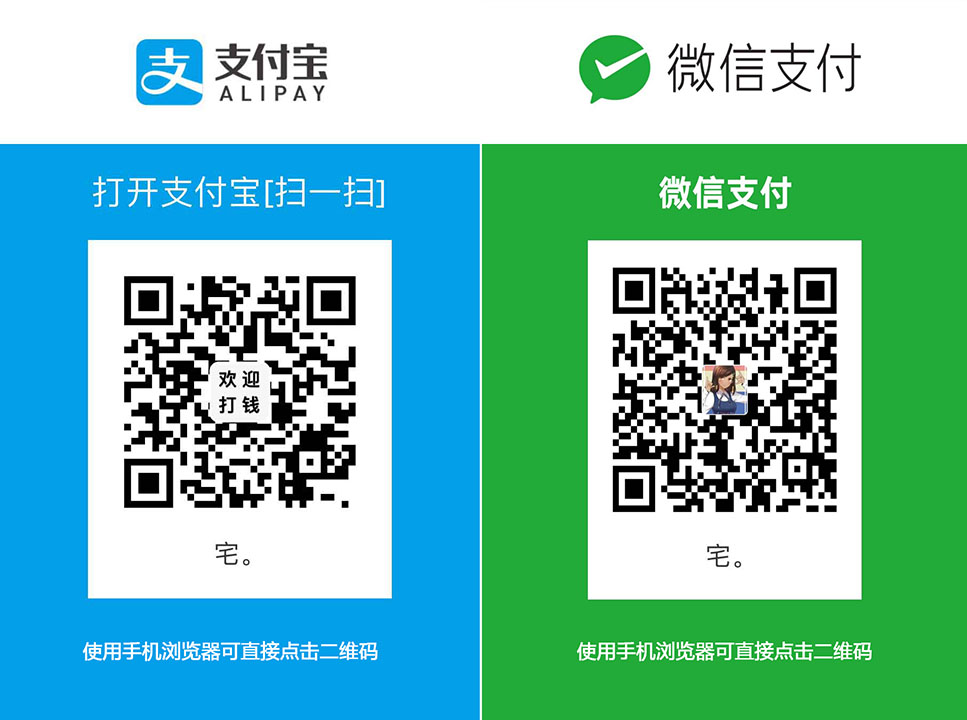 支付宝
ALIPAY
打开支付宝[扫一扫]
欢迎
打钱
宅。
使用手机浏览器可直接点击二维码
微信支付
微信支付
宅。
使用手机浏览器可直接点击二维码